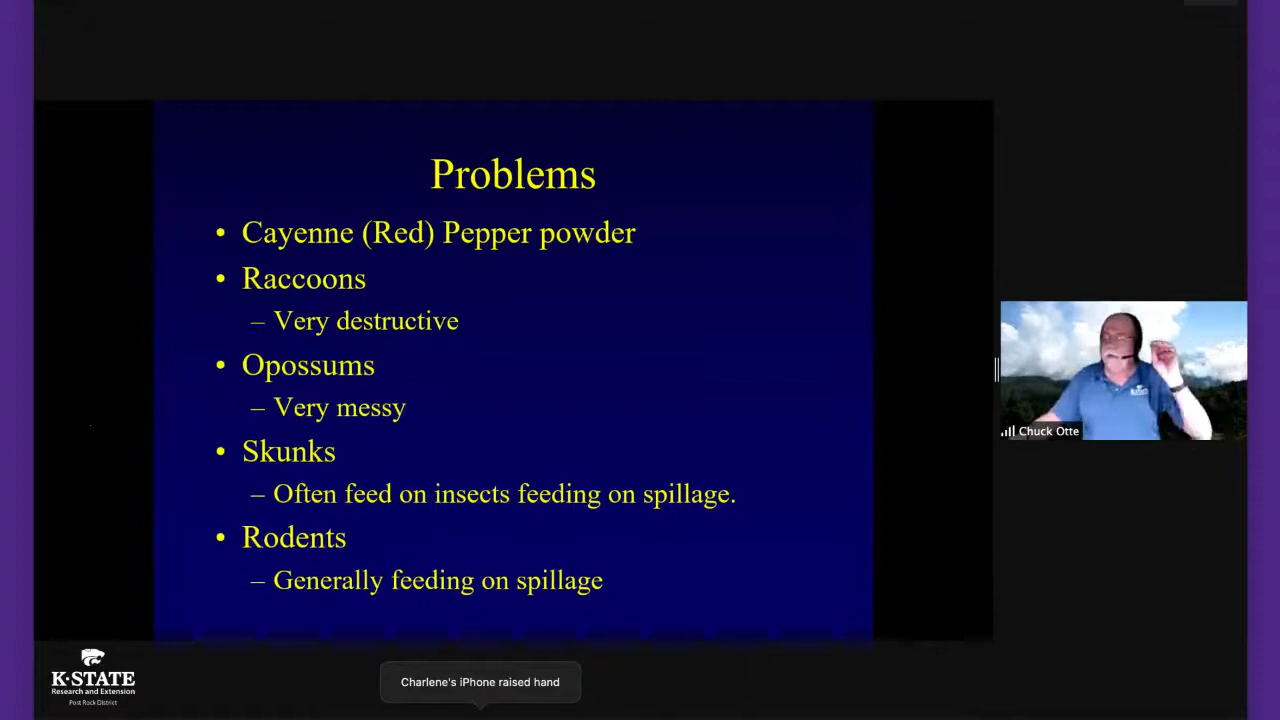 Problems
• Cayenne (Red) Pepper powder
• Raccoons
– Very destructive
• Opossums
– Very messy
• Skunks
– Often feed on insects feeding on spillage.
• Rodents
– Generally feeding on spillage
K-STATE
Chuck Otte
K·STATE
Research and Extension
Post Rock District
Charlene's iPhone raised hand